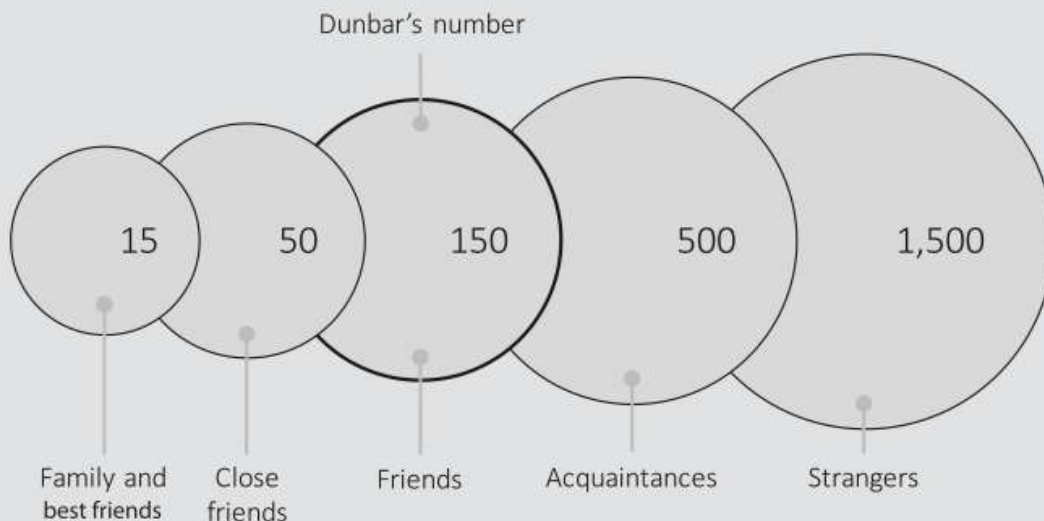 Dunbar's number
15 50 150 500 1,500
Family and Close Friends Acquaintances Strangers
best friends friends